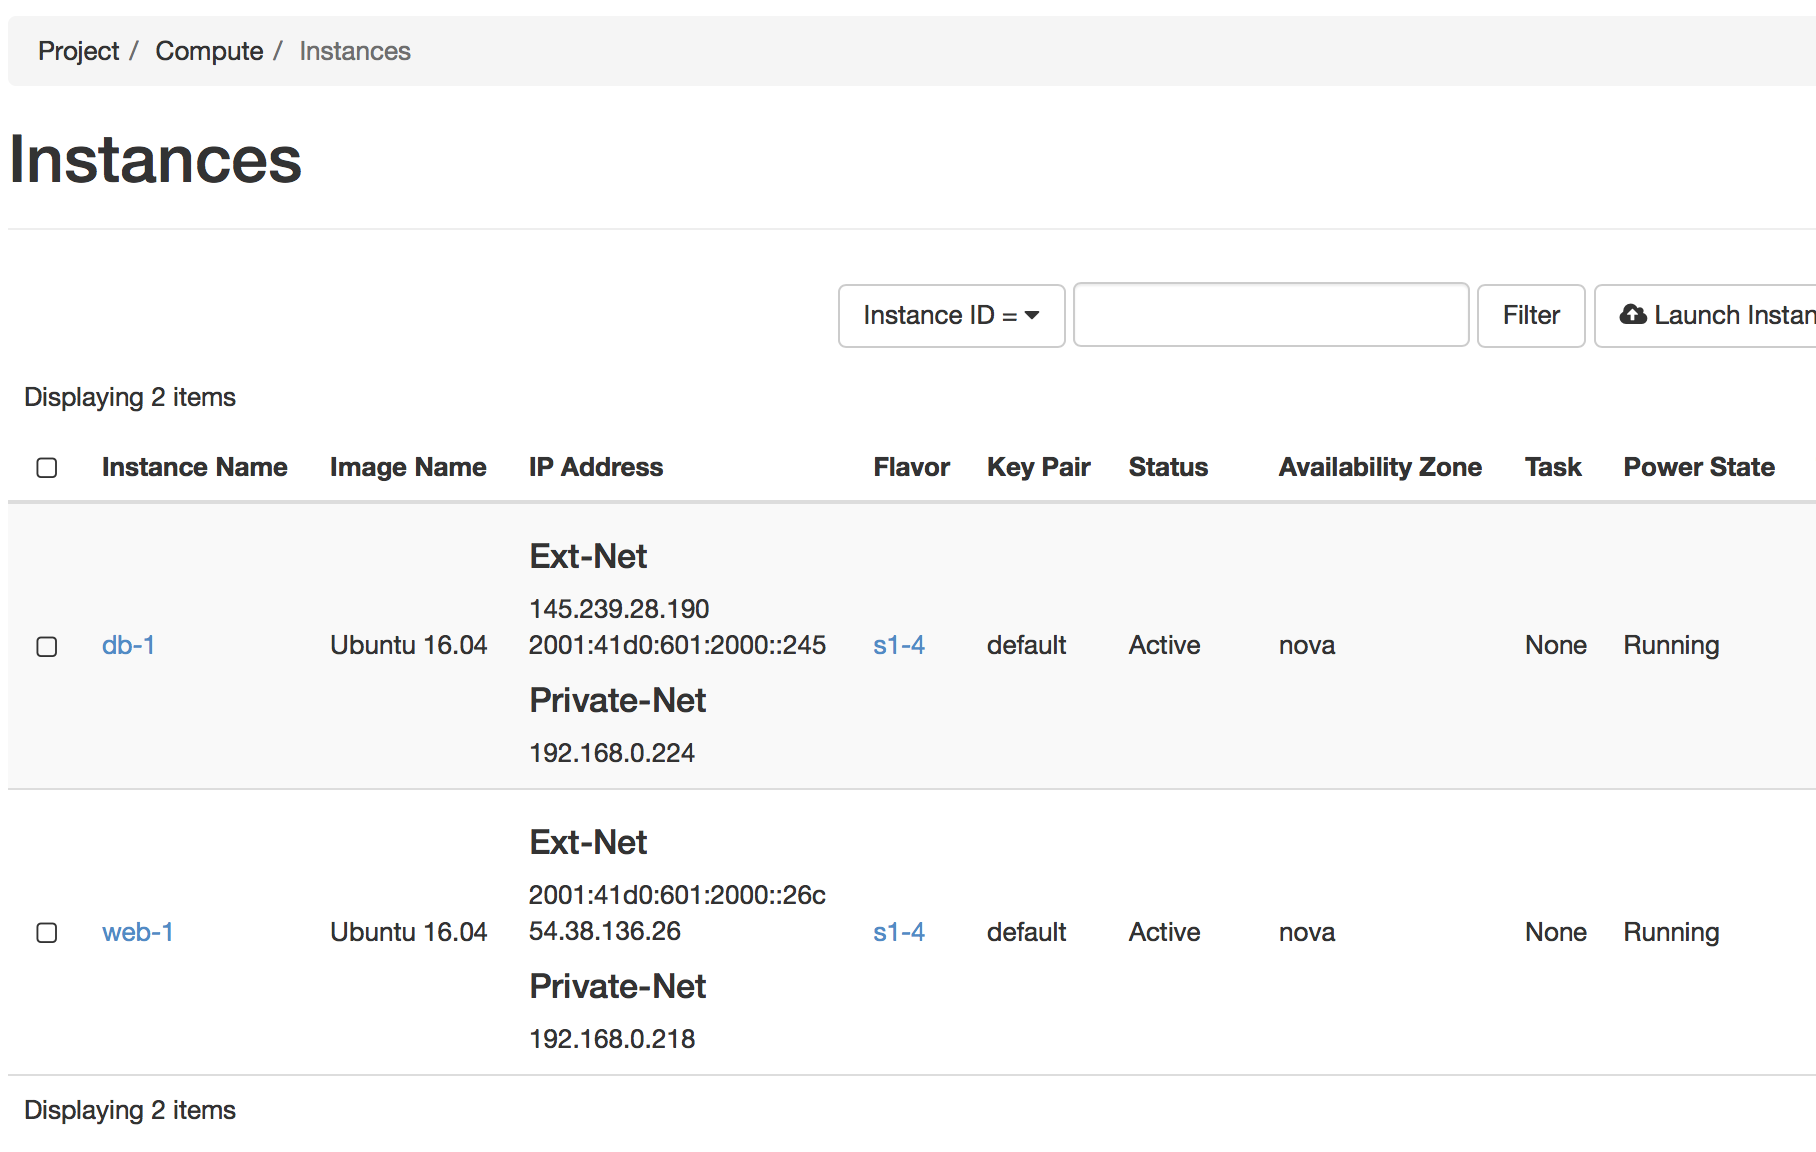 Project / Compute / Instances
Instances
Instance ID = Filter Launch Instan
Displaying 2 items
Instance Name Image Name IP Address Flavor Key Pair Status Availability Zone Task Power State
Ext-Net
145.239.28.190
db-1 Ubuntu 16.04 2001:41d0:601:2000::245 s1-4 default Active nova None Running
Private-Net
192.168.0.224
Ext-Net
2001:41d0:601:2000::26c
web-1 Ubuntu 16.04 54.38.136.26 s1-4 default Active nova None Running
Private-Net
192.168.0.218
Displaying 2 items